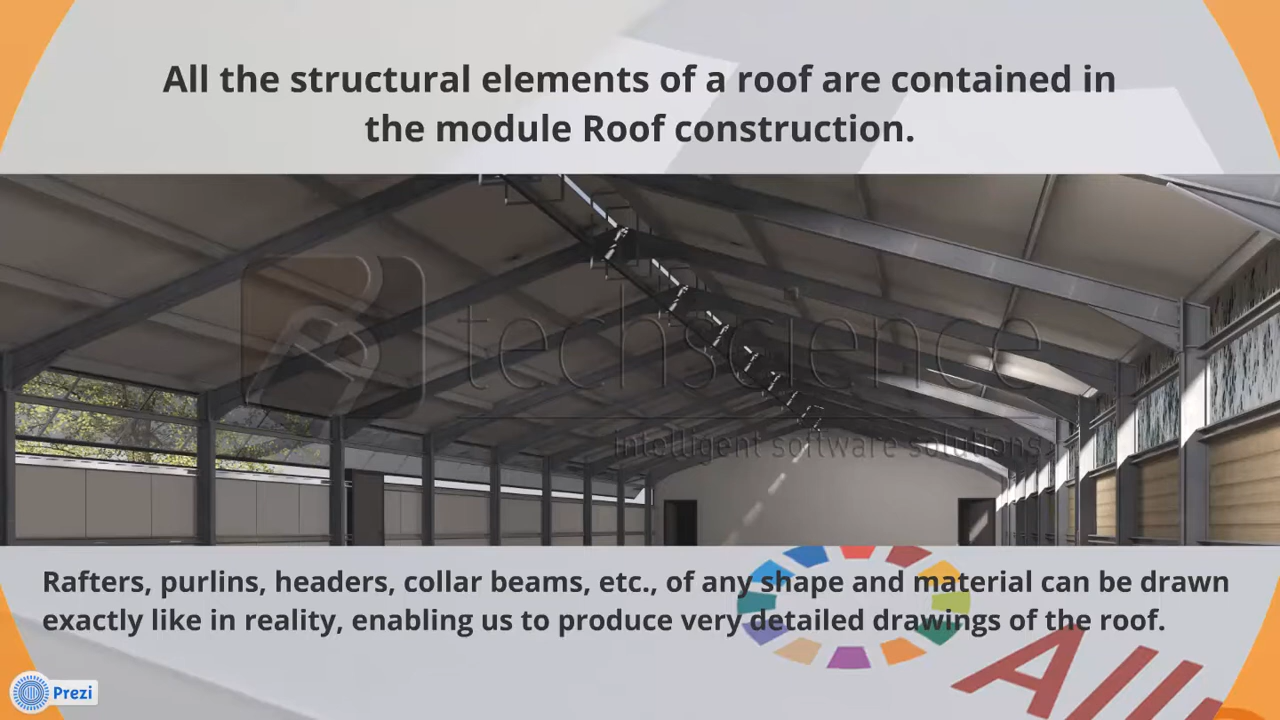 All the structural elements of a roof are contained in
the module Roof construction.
techscience
intelligent software solutions
Rafters, purlins, headers, collar beams, etc., of any shape and material can be drawn
exactly like in reality, enabling us to produce very detailed drawings of the roof.
Prezi